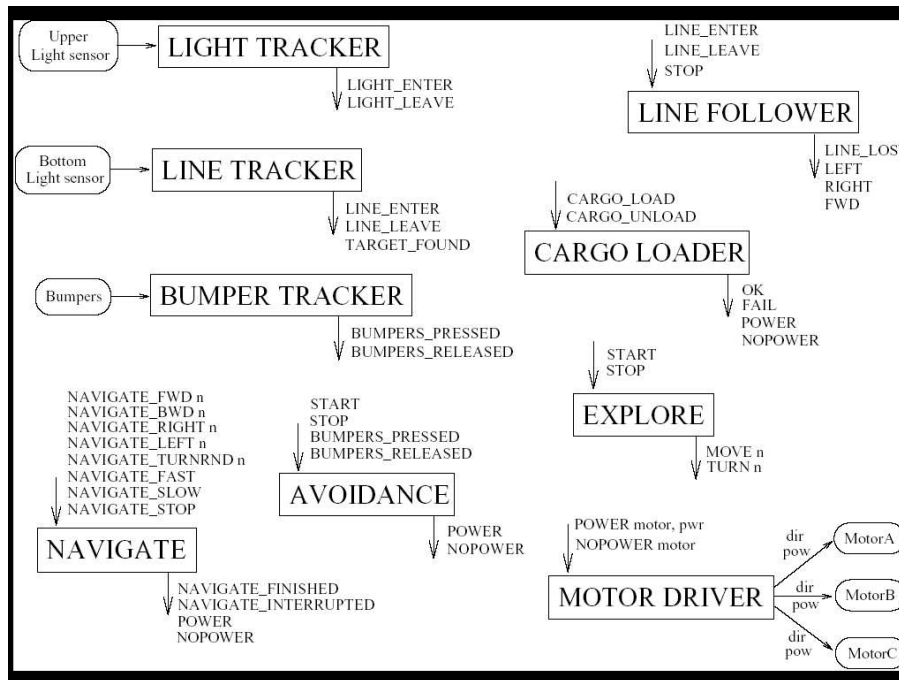 Upper
Light sensor
LIGHT TRACKER
LIGHT_ENTER
LIGHT_LEAVE
LINE_ENTER
LINE_LEAVE
STOP
LINE FOLLOWER
LINE_LOST
LEFT
RIGHT
FWD
Bottom
Light sensor
LINE TRACKER
LINE_ENTER
LINE_LEAVE
TARGET_FOUND
CARGO_LOAD
CARGO_UNLOAD
CARGO LOADER
OK
FAIL
POWER
NOPOWER
Bumpers
BUMPER TRACKER
BUMPERS_PRESSED
BUMPERS_RELEASED
START
STOP
EXPLORE
MOVE n
TURN n
NAVIGATE_FWD n
NAVIGATE_BWD n
NAVIGATE_RIGHT n
NAVIGATE_LEFT n
NAVIGATE_TURNRND n
NAVIGATE_FAST
NAVIGATE_SLOW
NAVIGATE_STOP
NAVIGATE
NAVIGATE_FINISHED
NAVIGATE_INTERRUPTED
POWER
NOPOWER
START
STOP
BUMPERS_PRESSED
BUMPERS_RELEASED
AVOIDANCE
POWER
NOPOWER
POWER motor, pwr
NOPOWER motor
MOTOR DRIVER
dir
pow
MotorA
dir
pow
MotorB
dir
pow
MotorC